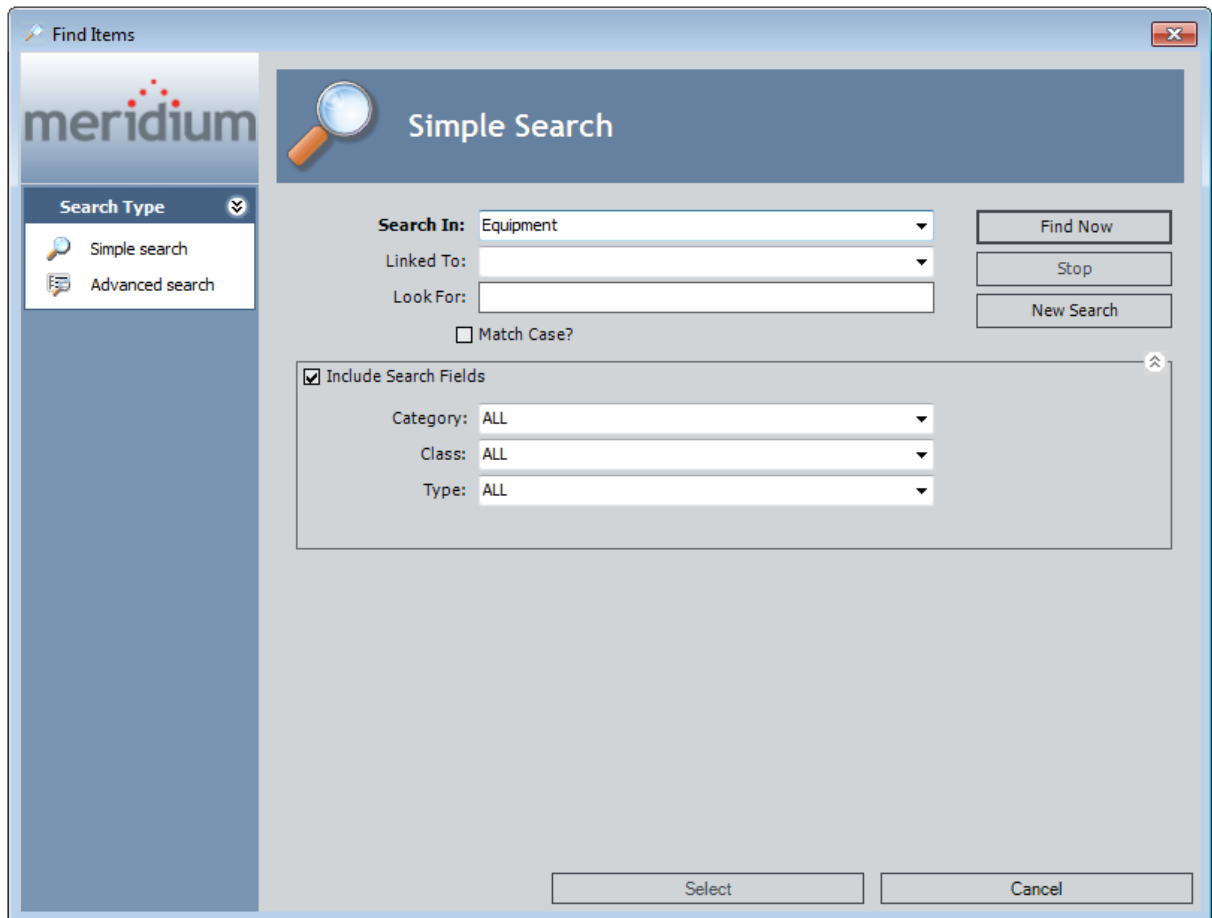 Find Items
meridium
Simple Search
Search Type
Simple search
Advanced search
Search In: Equipment
Find Now
Linked To:
Stop
Look For:
New Search
Match Case?
Include Search Fields
Category: ALL
Class: ALL
Type: ALL
Select
Cancel